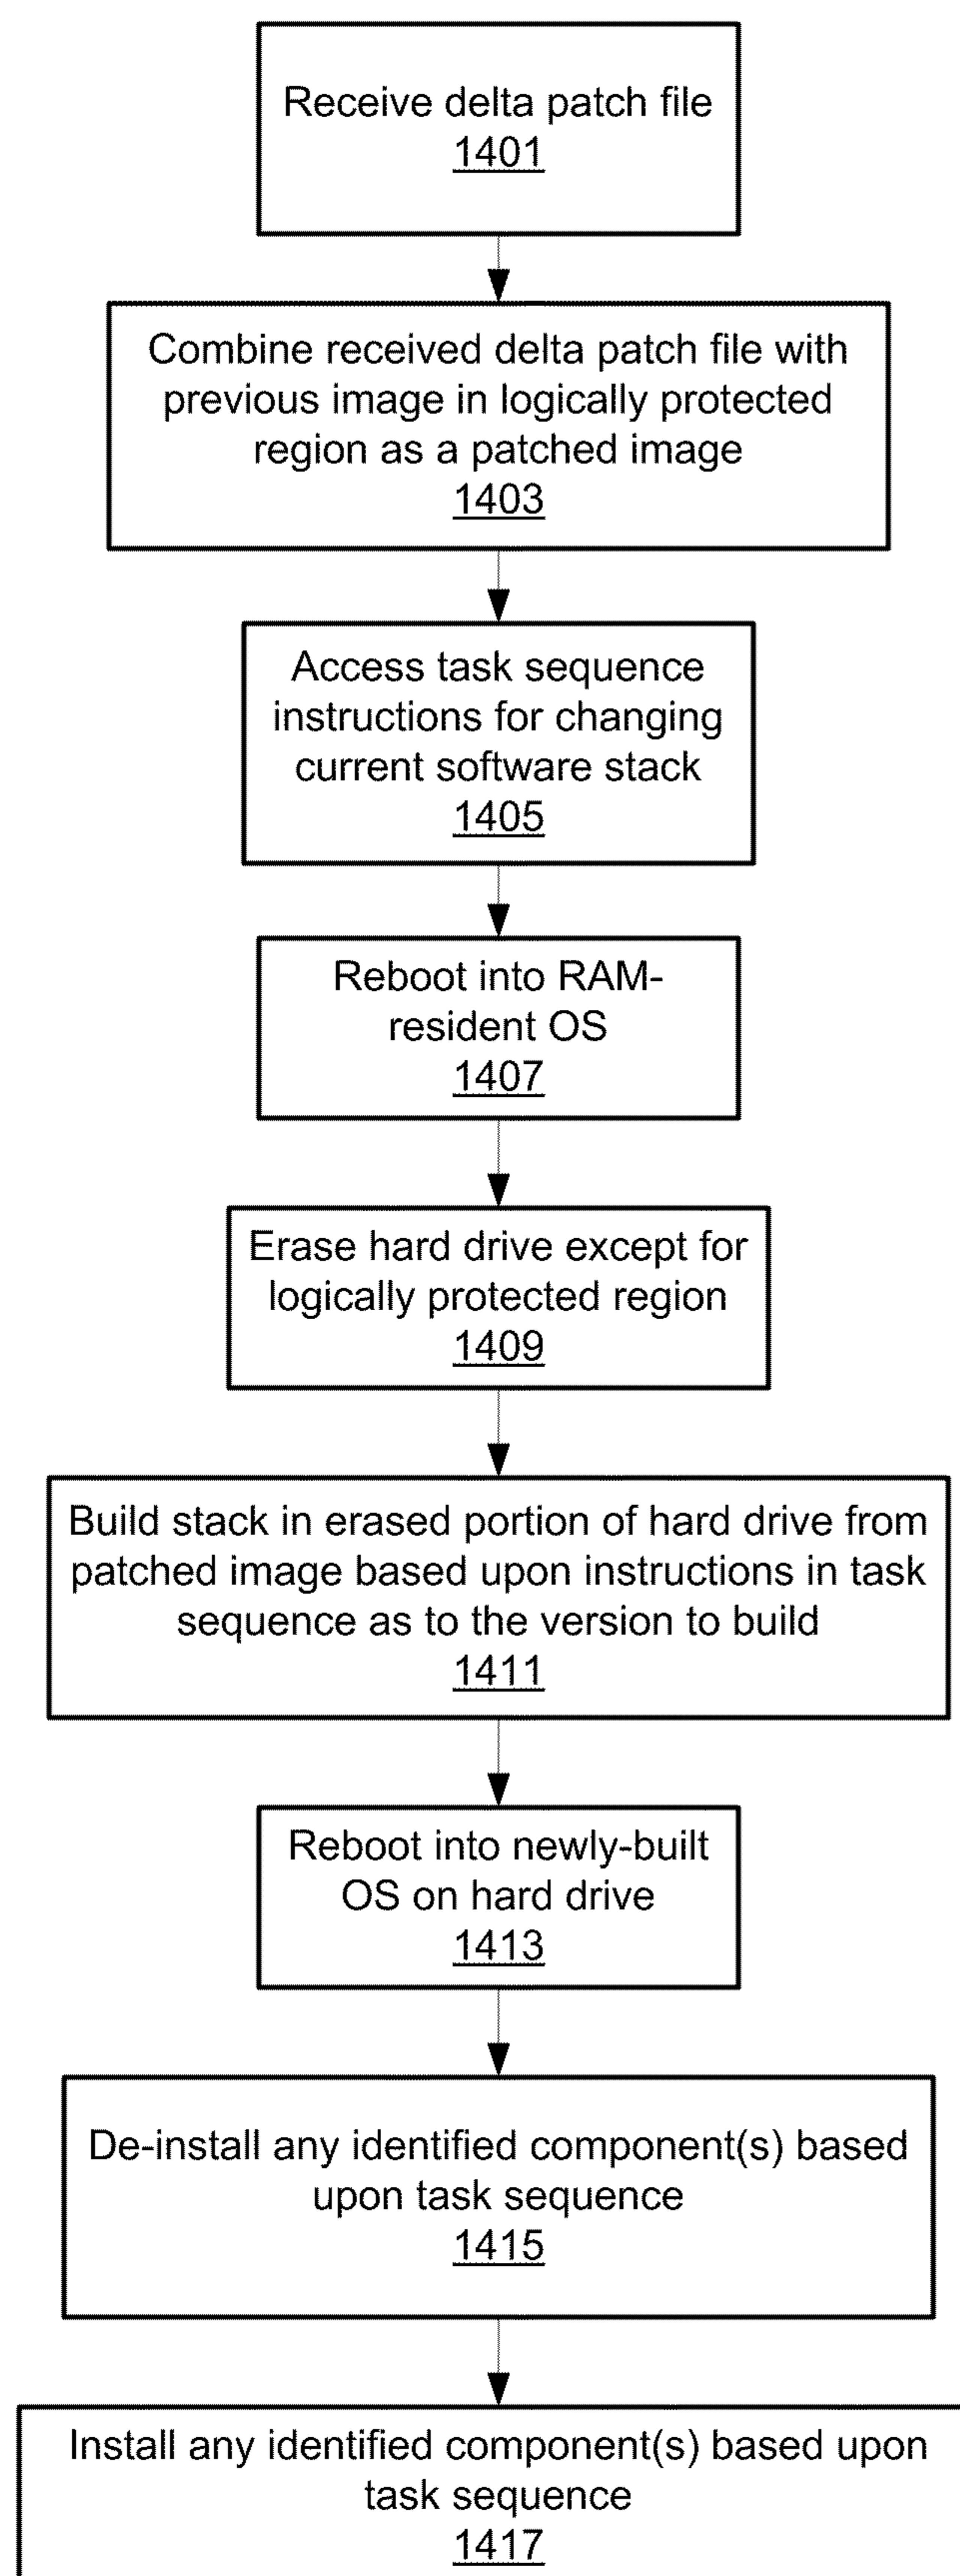 Receive delta patch file
1401
Combine received delta patch file with
previous image in logically protected
region as a patched image
1403
Access task sequence
instructions for changing
current software stack
1405
Reboot into RAM-
resident OS
1407
Erase hard drive except for
logically protected region
1409
Build stack in erased portion of hard drive from
patched image based upon instructions in task
sequence as to the version to build
1411
Reboot into newly-built
OS on hard drive
1413
De-install any identified component(s) based
upon task sequence
1415
Install any identified component(s) based upon
task sequence
1417